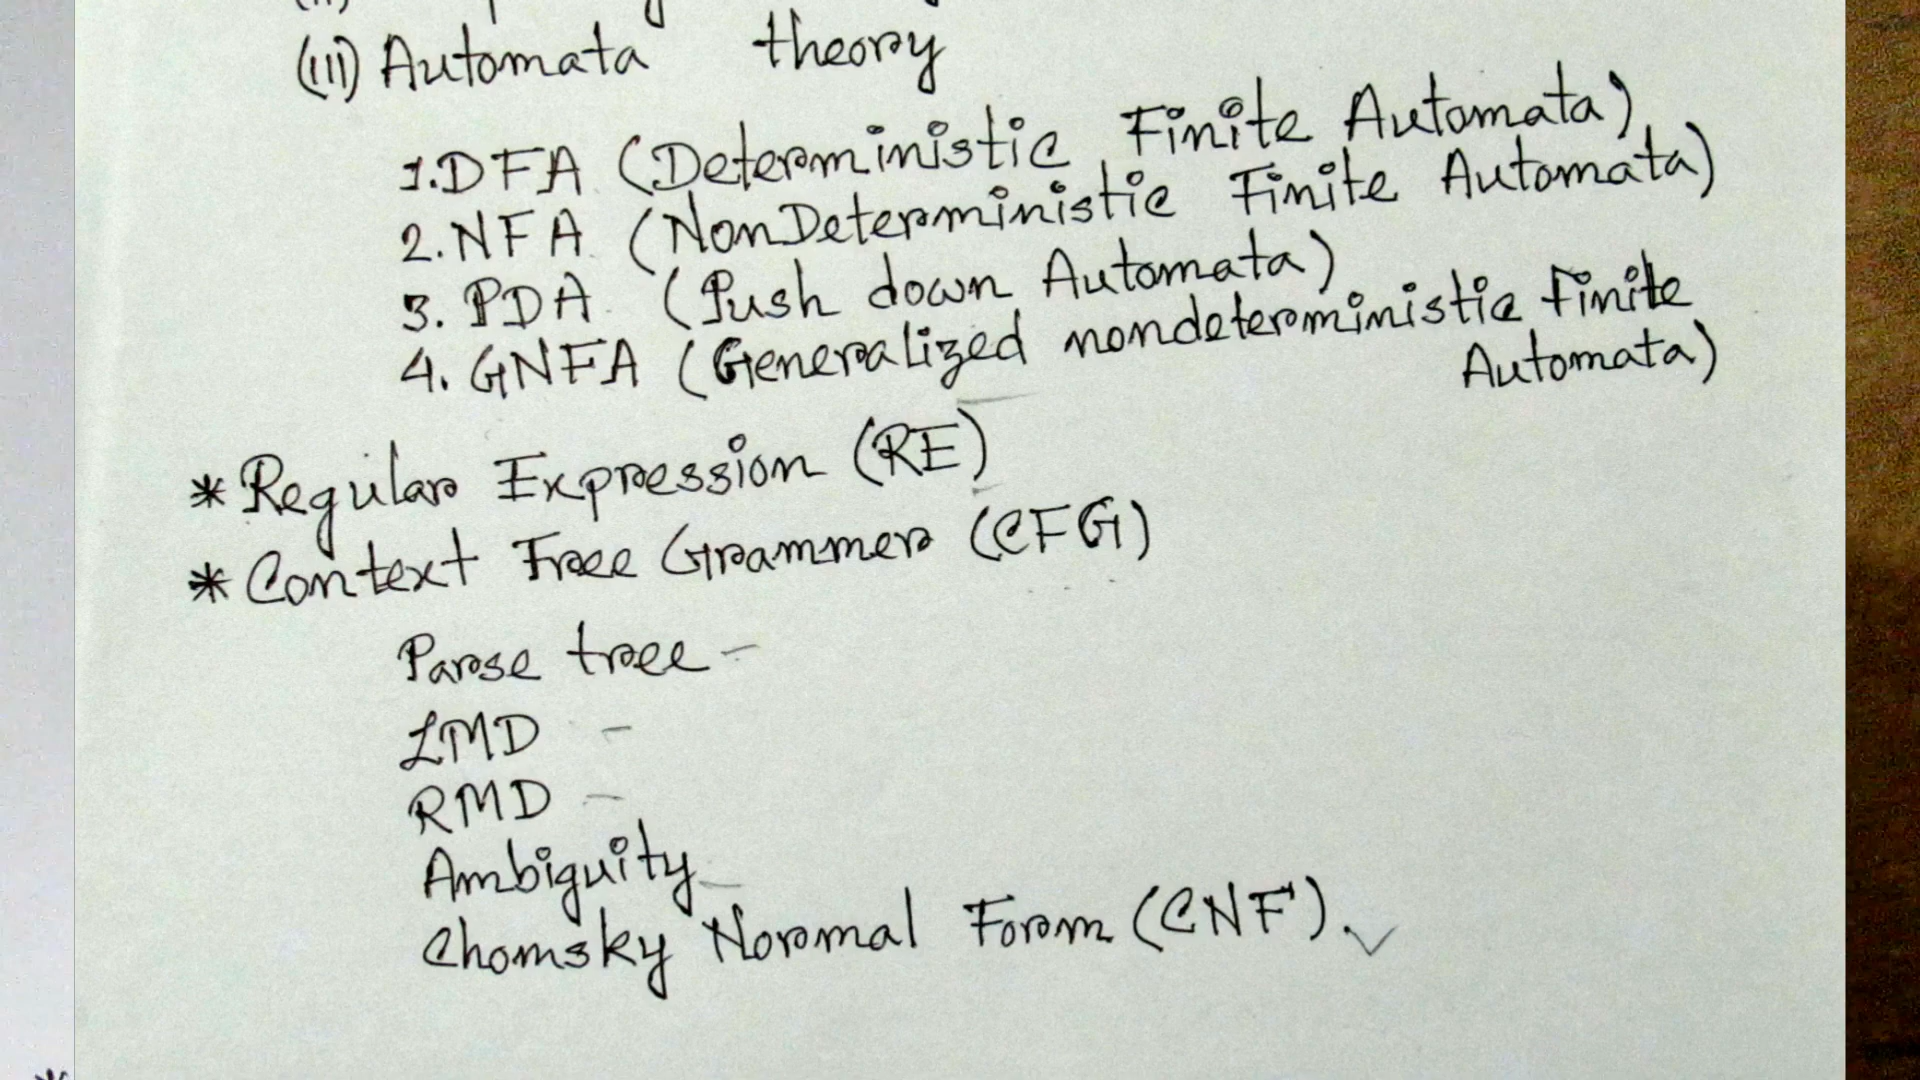 (iii) Automata theory
1. DFA (Deterministic Finite Automata)
2. NFA (NonDeterministic Finite Automata)
3. PDA (Push down Automata)
4. GNFA (Generalized nondeterministic finite
Automata)
* Regular Expression (RE)
* Context Free Grammer (CFG)
Parse tree -
LMD -
RMD -
Ambiguity -
Chomsky Normal Form (CNF). ✓